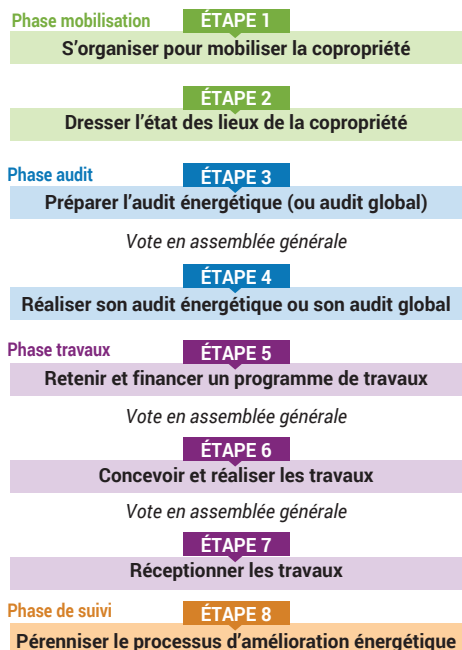 Phase mobilisation
ÉTAPE 1
S'organiser pour mobiliser la copropriété
ÉTAPE 2
Dresser l'état des lieux de la copropriété
Phase audit
ÉTAPE 3
Préparer l'audit énergétique (ou audit global)
Vote en assemblée générale
ÉTAPE 4
Réaliser son audit énergétique ou son audit global
Phase travaux
ÉTAPE 5
Retenir et financer un programme de travaux
Vote en assemblée générale
ÉTAPE 6
Concevoir et réaliser les travaux
Vote en assemblée générale
ÉTAPE 7
Réceptionner les travaux
Phase de suivi
ÉTAPE 8
Pérenniser le processus d'amélioration énergétique